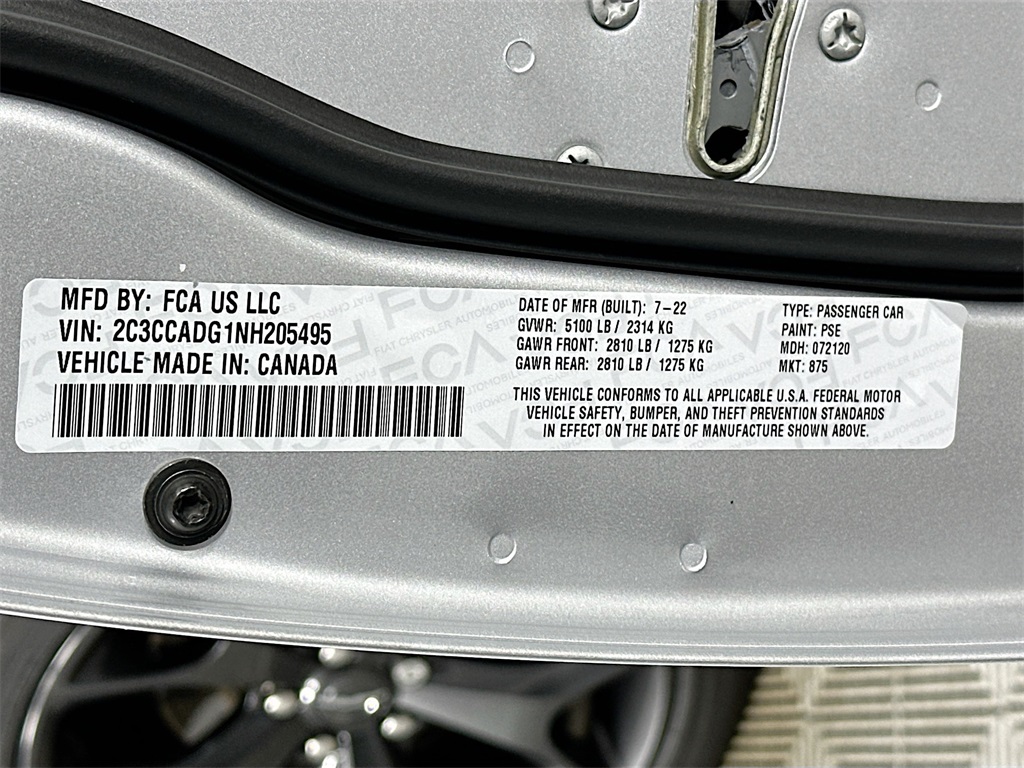 MFD BY: FCA US LLC
VIN: 2C3CCADG1NH205495
VEHICLE MADE IN: CANADA
DATE OF MFR (BUILT): 7-22
GVWR: 5100 LB / 2314 KG
GAWR FRONT: 2810 LB / 1275 KG
GAWR REAR: 2810 LB / 1275 KG
TYPE: PASSENGER CAR
PAINT: PSE
MDH: 072120
MKT: 875
THIS VEHICLE CONFORMS TO ALL APPLICABLE U.S.A. FEDERAL MOTOR
VEHICLE SAFETY, BUMPER, AND THEFT PREVENTION STANDARDS
IN EFFECT ON THE DATE OF MANUFACTURE SHOWN ABOVE.